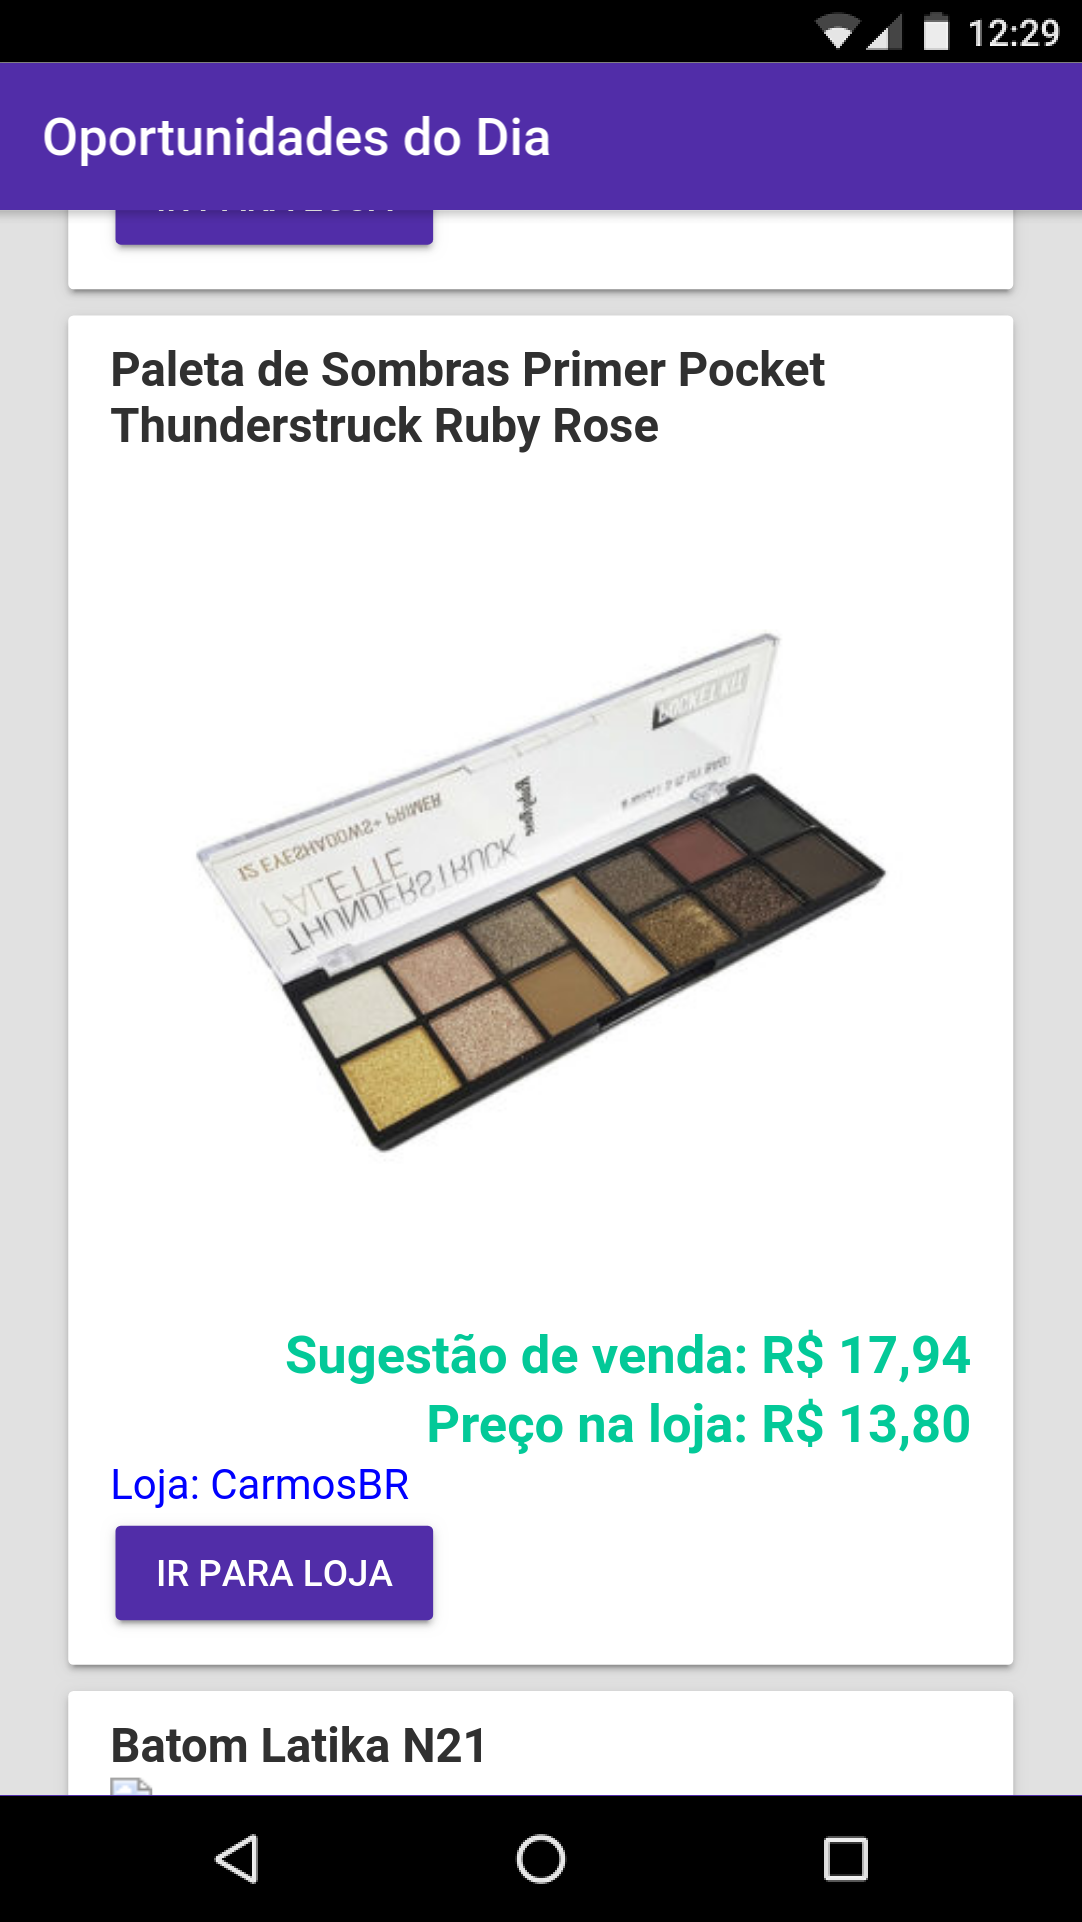 12:29
Oportunidades do Dia
Paleta de Sombras Primer Pocket
Thunderstruck Ruby Rose
POCKET KIT
12 EYESHADOWS+ PRIMER
PALETTE
THUNDERSTRUCK
Sugestão de venda: R$ 17,94
Preço na loja: R$ 13,80
Loja: CarmosBR
IR PARA LOJA
Batom Latika N21